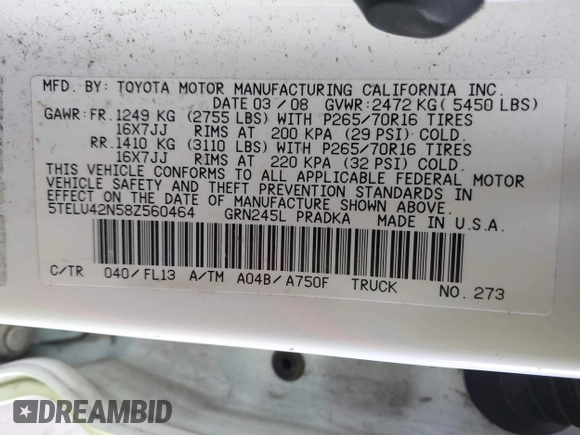 MFD. BY: TOYOTA MOTOR MANUFACTURING CALIFORNIA INC.
DATE 03/08 GVWR:2472 KG( 5450 LBS)
GAWR:FR.1249 KG (2755 LBS) WITH P265/70R16 TIRES
16X7JJ RIMS AT 200 KPA (29 PSI) COLD.
RR.1410 KG (3110 LBS) WITH P265/70R16 TIRES
16X7JJ RIMS AT 220 KPA (32 PSI) COLD.
THIS VEHICLE CONFORMS TO ALL APPLICABLE FEDERAL MOTOR
VEHICLE SAFETY AND THEFT PREVENTION STANDARDS IN
EFFECT ON THE DATE OF MANUFACTURE SHOWN ABOVE.
5TELU42N58Z560464 GRN245L PRADKA MADE IN U.S.A.
C/TR 040/FL13 A/TM A04B/A750F TRUCK NO. 273
DREAMBID